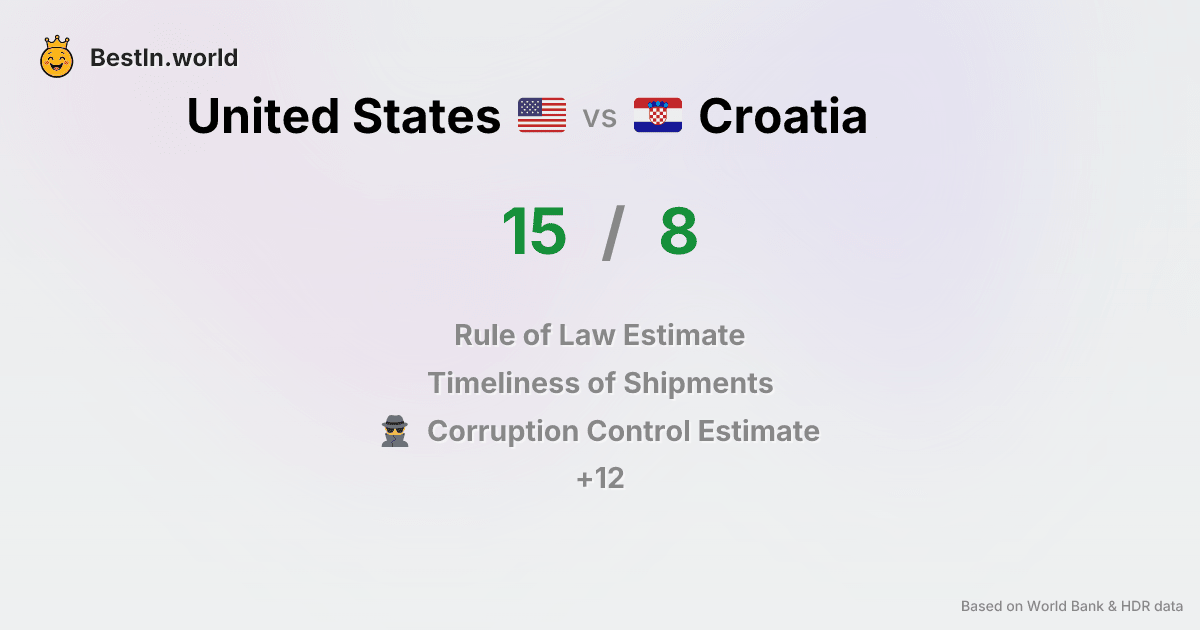 BestIn.world
United States vs Croatia
15 / 8
Rule of Law Estimate
Timeliness of Shipments
Corruption Control Estimate
+12
Based on World Bank & HDR data